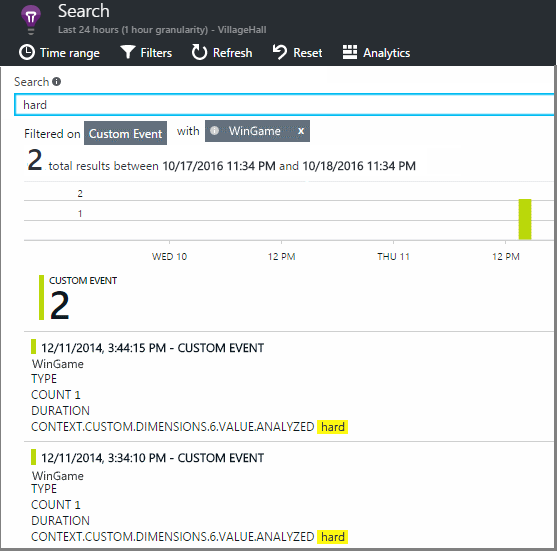 Search
Last 24 hours (1 hour granularity) - VillageHall
Time range Filters Refresh Reset Analytics
Search
hard
Filtered on Custom Event with WinGame x
2 total results between 10/17/2016 11:34 PM and 10/18/2016 11:34 PM
2
1
WED 10 12 PM THU 11 12 PM
CUSTOM EVENT
2
12/11/2014, 3:44:15 PM - CUSTOM EVENT
WinGame
TYPE
COUNT 1
DURATION
CONTEXT.CUSTOM.DIMENSIONS.6.VALUE.ANALYZED hard
12/11/2014, 3:34:10 PM - CUSTOM EVENT
WinGame
TYPE
COUNT 1
DURATION
CONTEXT.CUSTOM.DIMENSIONS.6.VALUE.ANALYZED hard